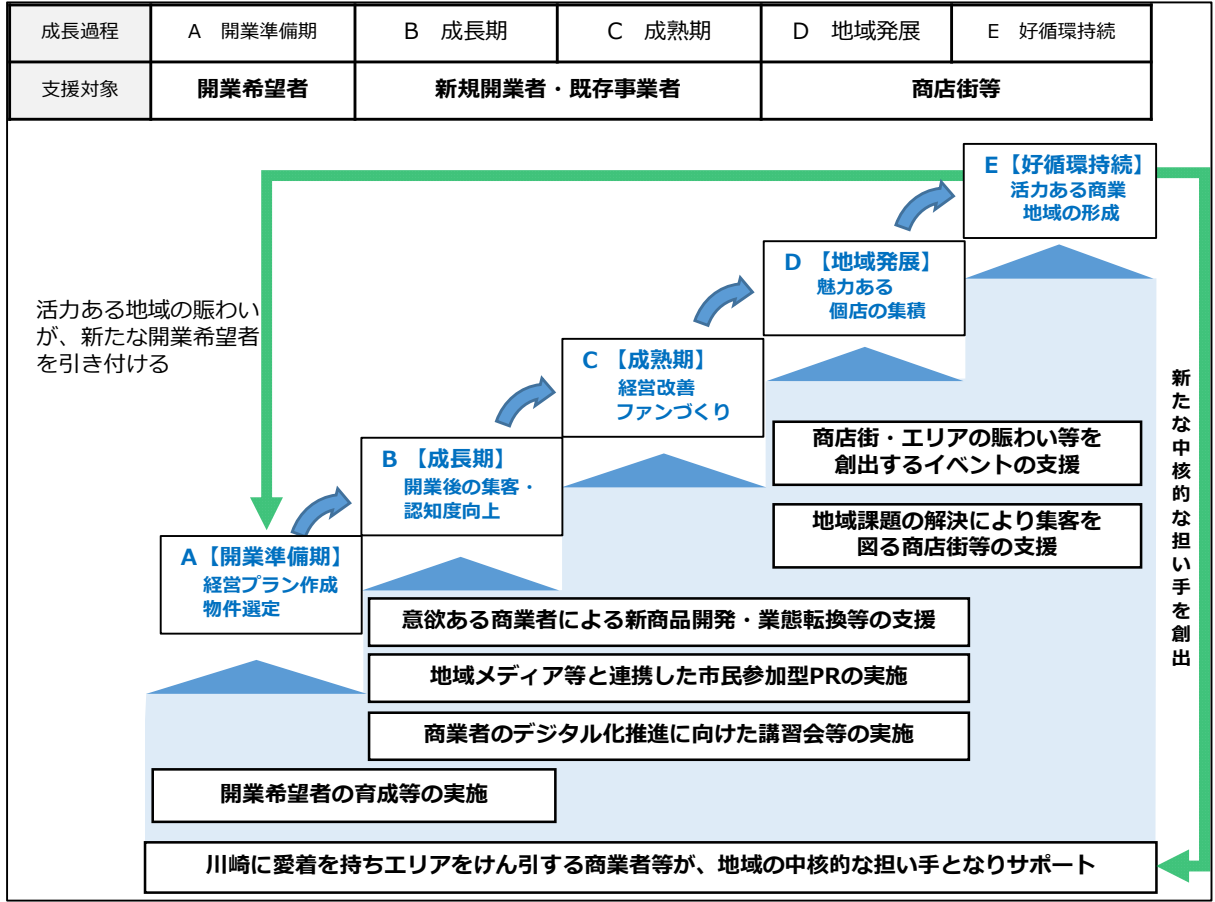 成長過程
A 開業準備期
B 成長期
C 成熟期
D 地域発展
E 好循環持続
支援対象
開業希望者
新規開業者・既存事業者
商店街等
E【好循環持続】
活力ある商業
地域の形成
D 【地域発展】
魅力ある
個店の集積
活力ある地域の賑わい
が、新たな開業希望者
を引き付ける
C 【成熟期】
経営改善
ファンづくり
B 【成長期】
開業後の集客・
認知度向上
A【開業準備期】
経営プラン作成
物件選定
商店街・エリアの賑わい等を
創出するイベントの支援
地域課題の解決により集客を
図る商店街等の支援
意欲ある商業者による新商品開発・業態転換等の支援
地域メディア等と連携した市民参加型PRの実施
商業者のデジタル化推進に向けた講習会等の実施
開業希望者の育成等の実施
川崎に愛着を持ちエリアをけん引する商業者等が、地域の中核的な担い手となりサポート
新たな中核的な担い手を創出